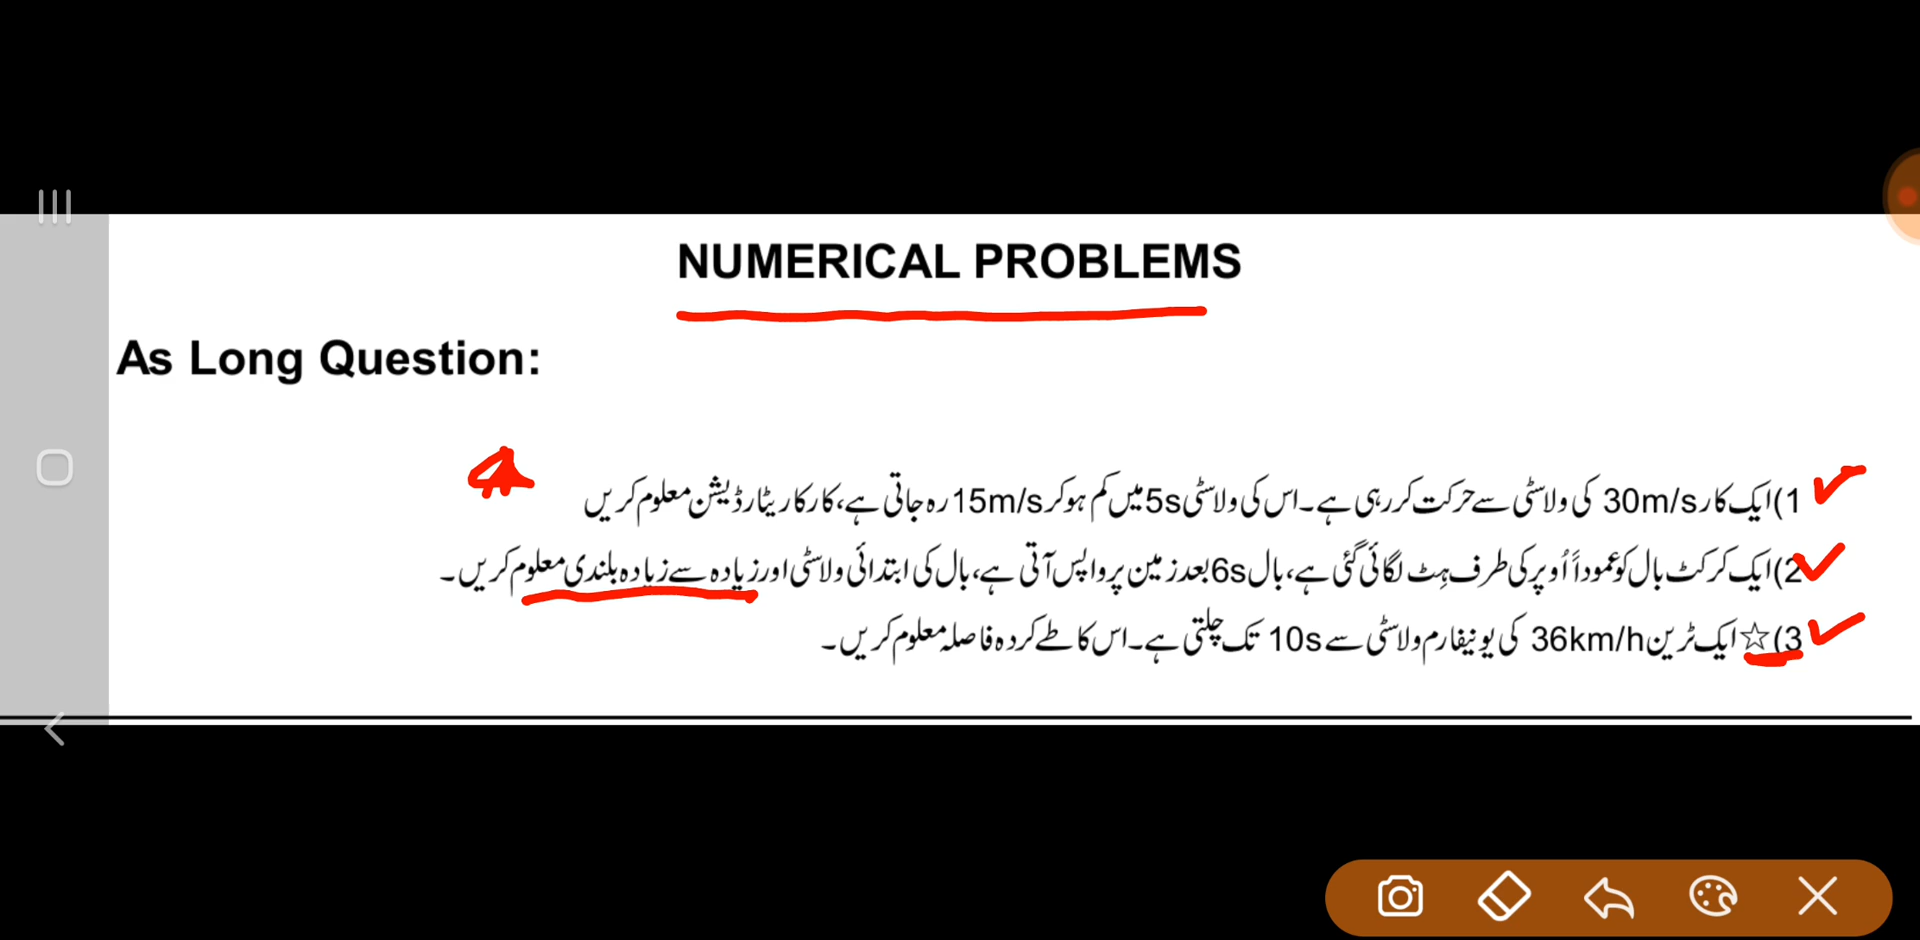 NUMERICAL PROBLEMS
As Long Question:
1) ایک کار 30m/s کی ولاسٹی سے حرکت کر رہی ہے۔ اس کی ولاسٹی 5s میں کم ہو کر 15m/s رہ جاتی ہے، کار کا ریٹارڈیشن معلوم کریں
2) ایک کرکٹ بال کو عموداً اُوپر کی طرف ہِٹ لگائی گئی ہے، بال 6s بعد زمین پر واپس آتی ہے، بال کی ابتدائی ولاسٹی اور زیادہ سے زیادہ بلندی معلوم کریں۔
3) ☆ ایک ٹرین 36km/h کی یونیفارم ولاسٹی سے 10s تک چلتی ہے۔ اس کا طے کردہ فاصلہ معلوم کریں۔